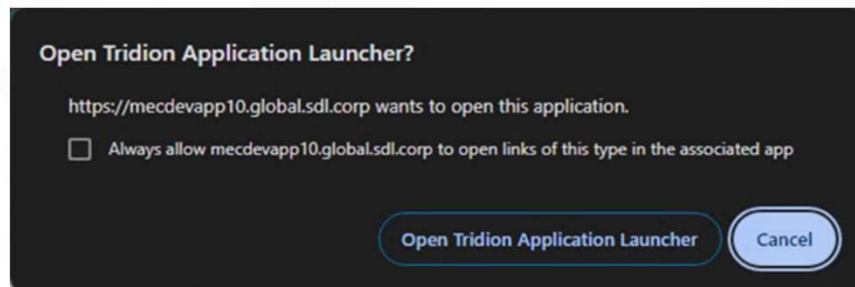 Open Tridion Application Launcher?
https://mecdevapp10.global.sdl.corp wants to open this application.
Always allow mecdevapp10.global.sdl.corp to open links of this type in the associated app
Open Tridion Application Launcher Cancel